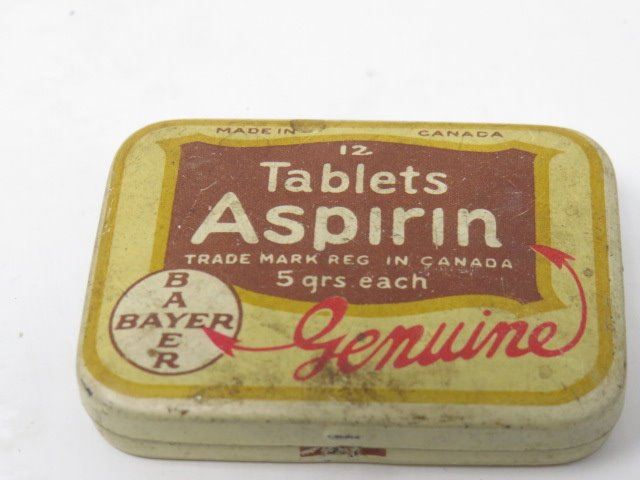 MADE IN CANADA
12
Tablets
Aspirin
TRADE MARK REG IN CANADA
5 grs. each
Genuine
BAYER
BAYER